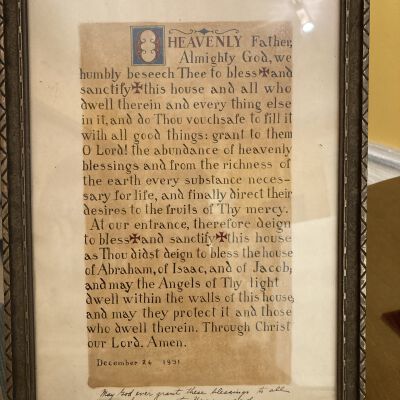 O HEAVENLY Father,
Almighty God, we
humbly beseech Thee to bless✠and
sanctify✠this house and all who
dwell therein and every thing else
in it, and do Thou vouchsafe to fill it
with all good things: grant to them
O Lord! the abundance of heavenly
blessings and from the richness of
the earth every substance neces-
sary for life, and finally direct their
desires to the fruits of Thy mercy.
At our entrance, therefore deign
to bless✠and sanctify✠this house
as Thou didst deign to bless the house
of Abraham, of Isaac, and of Jacob;
and may the Angels of Thy light
dwell within the walls of this house,
and may they protect it and those
who dwell therein. Through Christ
our Lord. Amen.
December 24 1931
May God ever grant these blessings to all